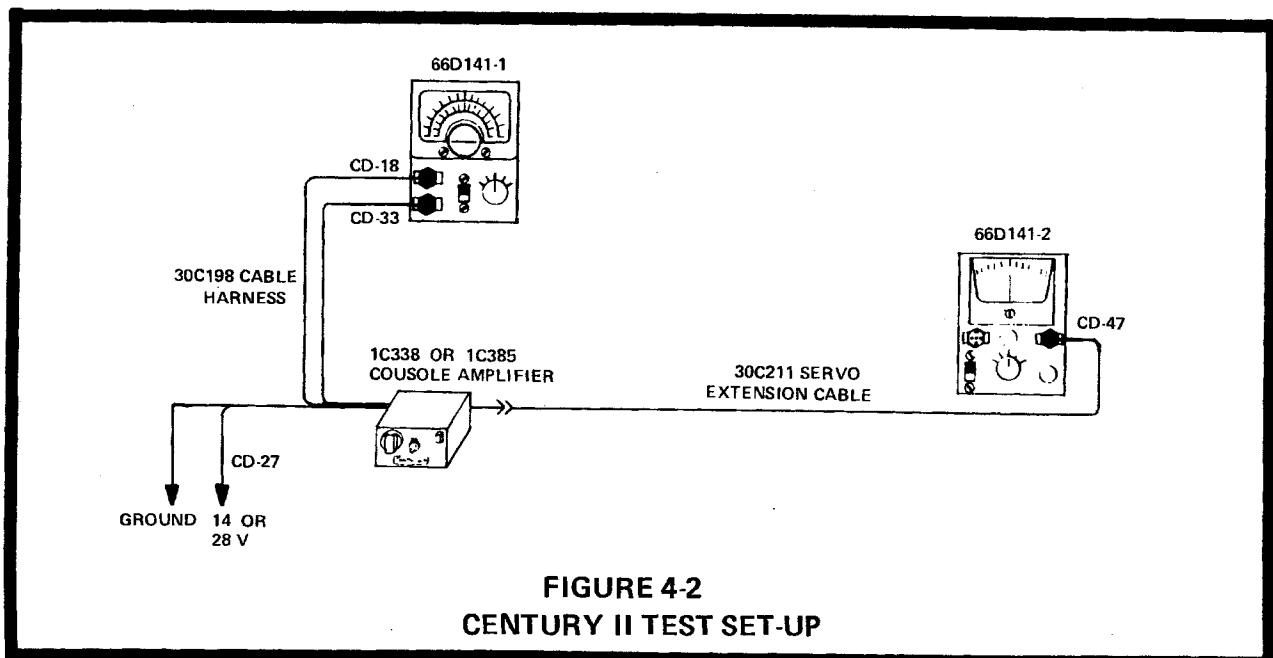 66D141-1
CD-18
CD-33
66D141-2
CD-47
30C198 CABLE
HARNESS
1C338 OR 1C385
COUSOLE AMPLIFIER
30C211 SERVO
EXTENSION CABLE
CD-27
GROUND 14 OR
28 V
FIGURE 4-2
CENTURY II TEST SET-UP